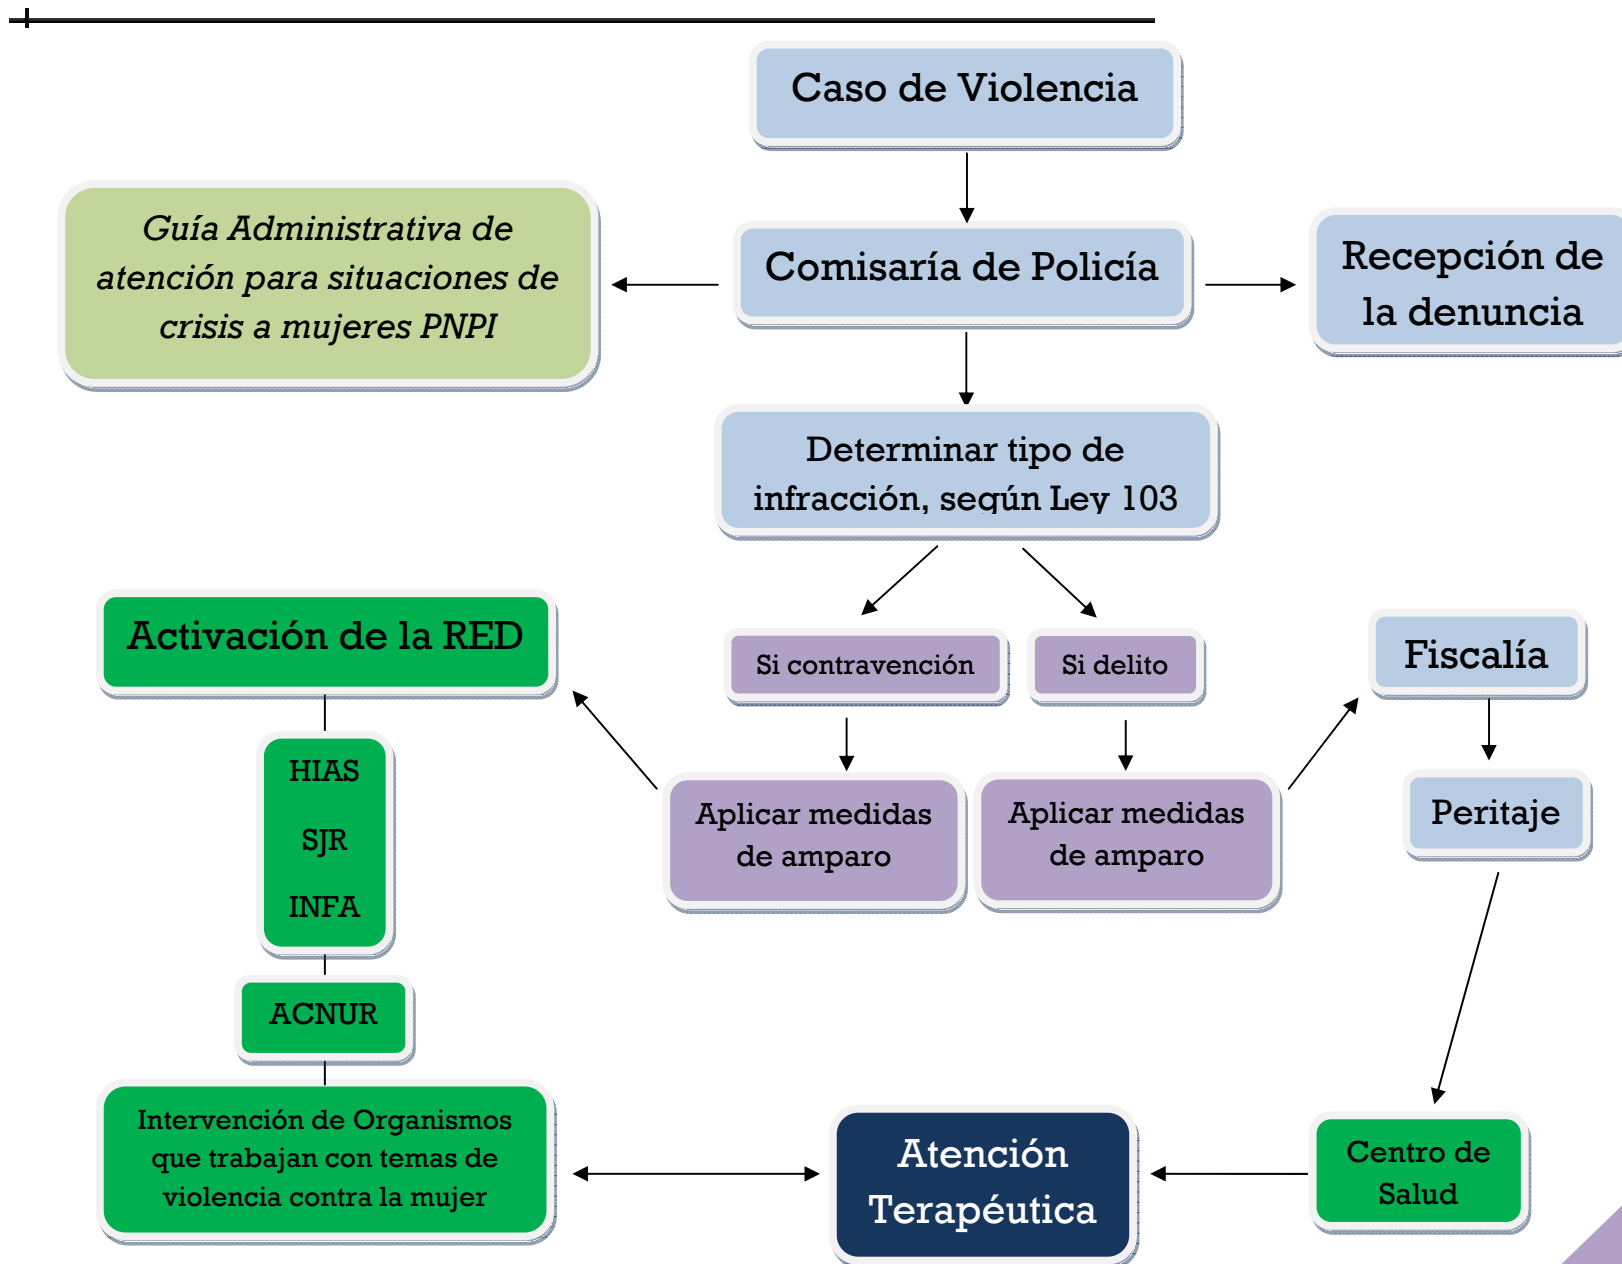 Caso de Violencia
Guía Administrativa de
atención para situaciones de
crisis a mujeres PNPI
Comisaría de Policía
Recepción de
la denuncia
Determinar tipo de
infracción, según Ley 103
Activación de la RED
Si contravención
Si delito
Fiscalía
HIAS
SJR
INFA
Aplicar medidas
de amparo
Aplicar medidas
de amparo
Peritaje
ACNUR
Intervención de Organismos
que trabajan con temas de
violencia contra la mujer
Atención
Terapéutica
Centro de
Salud